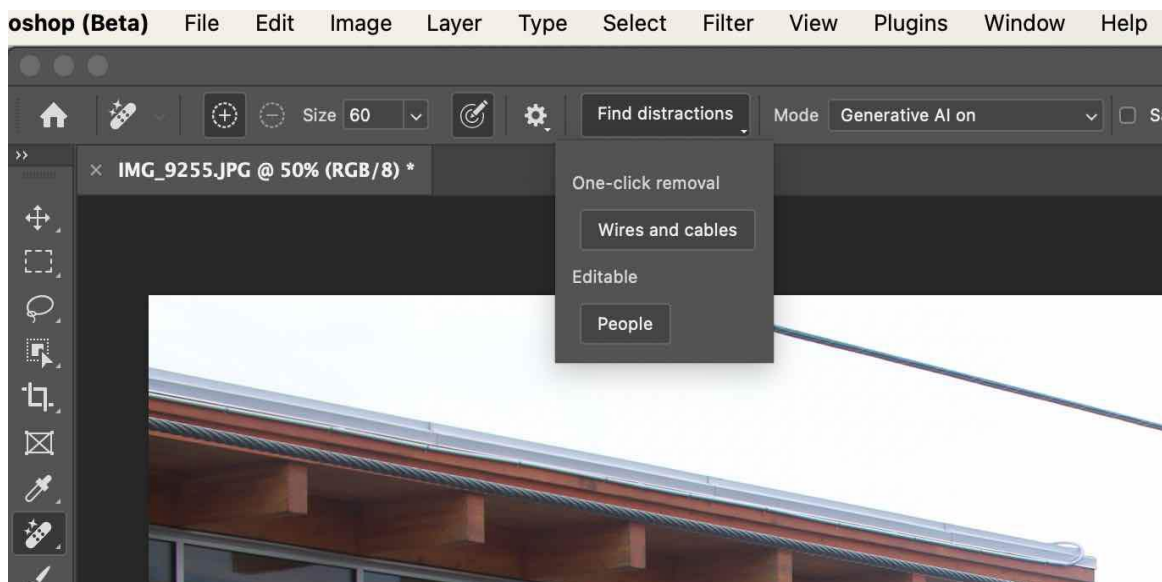 oshop (Beta) File Edit Image Layer Type Select Filter View Plugins Window Help
Size 60 Find distractions Mode Generative AI on S
IMG_9255.JPG @ 50% (RGB/8) *
One-click removal
Wires and cables
Editable
People